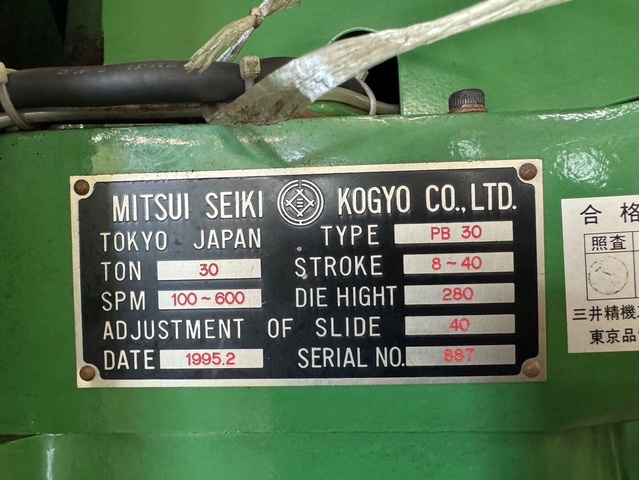 MITSUI SEIKI KOGYO CO., LTD.
TOKYO JAPAN TYPE PB 30
TON 30 STROKE 8~40
SPM 100~600 DIE HIGHT 280
ADJUSTMENT OF SLIDE 40
DATE 1995.2 SERIAL NO. 887
合格
照査
三井精機
東京品